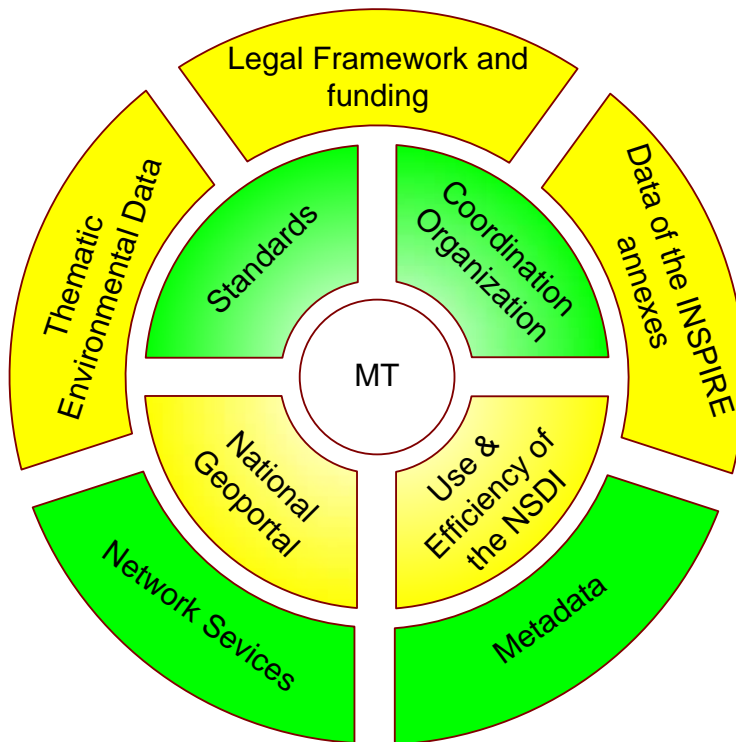 Legal Framework and
funding
Thematic
Environmental Data
Data of the INSPIRE
annexes
Standards
Coordination
Organization
MT
National
Geoportal
Use &
Efficiency of
the NSDI
Network Sevices
Metadata